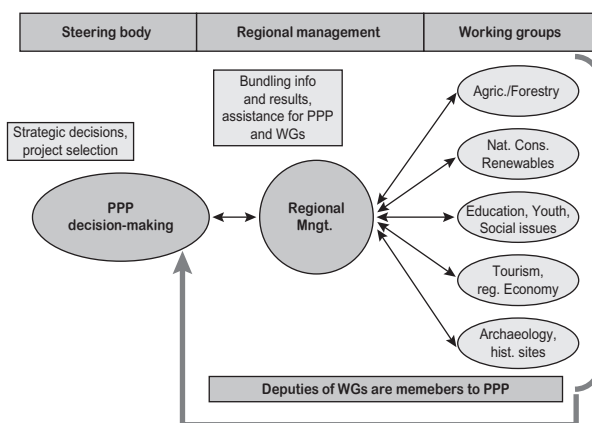 Steering body
Regional management
Working groups
Bundling info
and results,
assistance for PPP
and WGs
Strategic decisions,
project selection
PPP
decision-making
Regional
Mngt.
Agric./Forestry
Nat. Cons.
Renewables
Education, Youth,
Social issues
Tourism,
reg. Economy
Archaeology,
hist. sites
Deputies of WGs are memebers to PPP